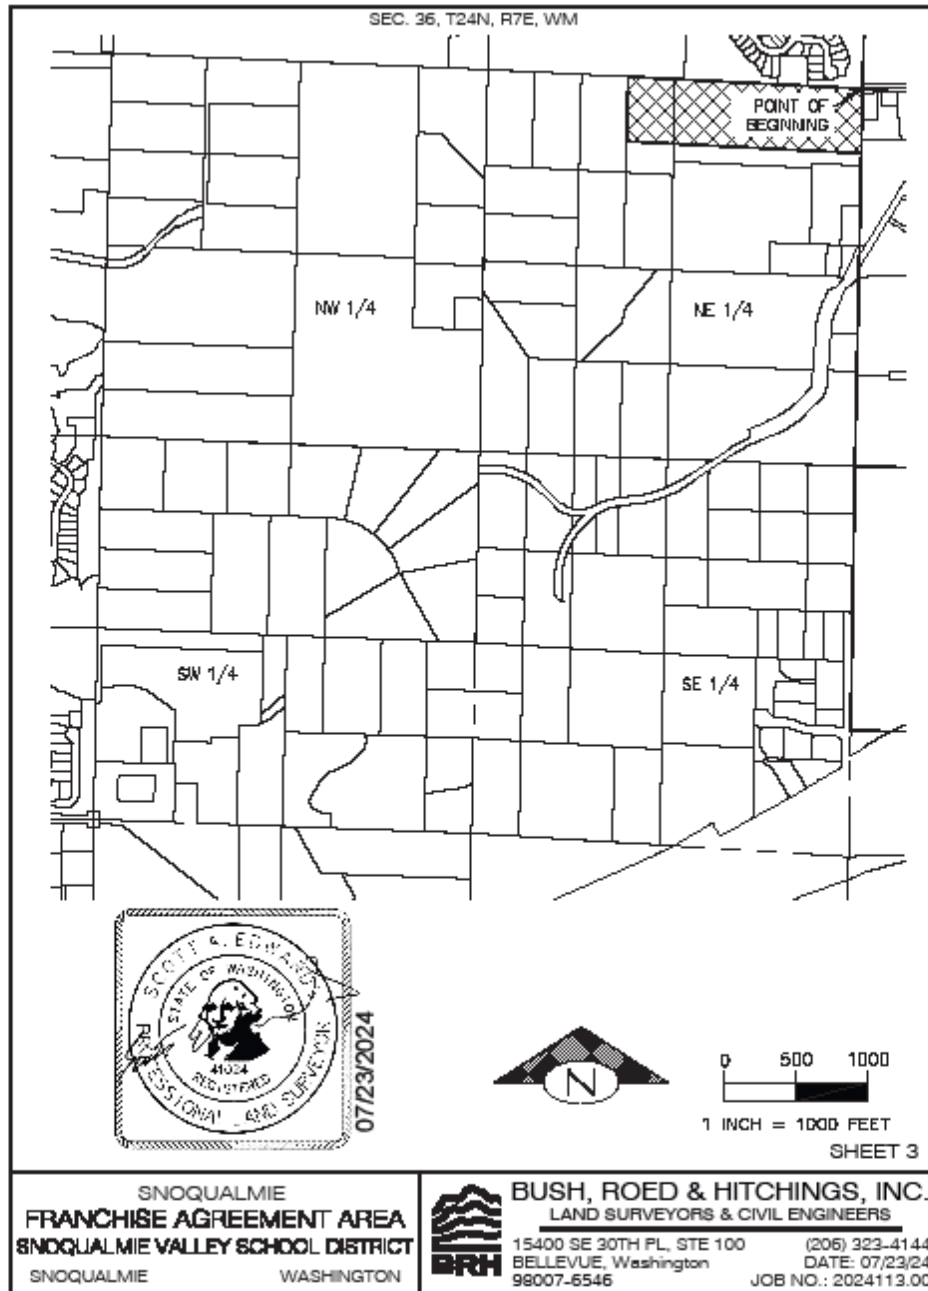 SEC. 36, T24N, R7E, WM
POINT OF
BEGINNING
NW 1/4
NE 1/4
SW 1/4
SE 1/4
SCOTT A. EDWARDS
STATE OF WASHINGTON
41024
REGISTERED
PROFESSIONAL LAND SURVEYOR
07/23/2024
N
0 500 1000
1 INCH = 1000 FEET
SHEET 3
SNOQUALMIE
FRANCHISE AGREEMENT AREA
SNOQUALMIE VALLEY SCHOOL DISTRICT
SNOQUALMIE WASHINGTON
BRH
BUSH, ROED & HITCHINGS, INC.
LAND SURVEYORS & CIVIL ENGINEERS
15400 SE 30TH PL, STE 100 (206) 323-4144
BELLEVUE, Washington DATE: 07/23/24
98007-6546 JOB NO.: 2024113.00